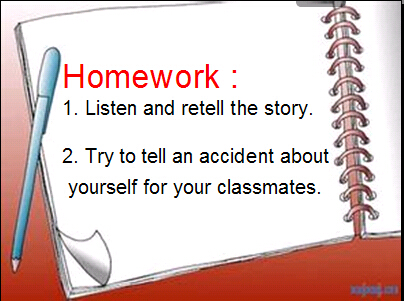 Homework :
1. Listen and retell the story.
2. Try to tell an accident about
yourself for your classmates.